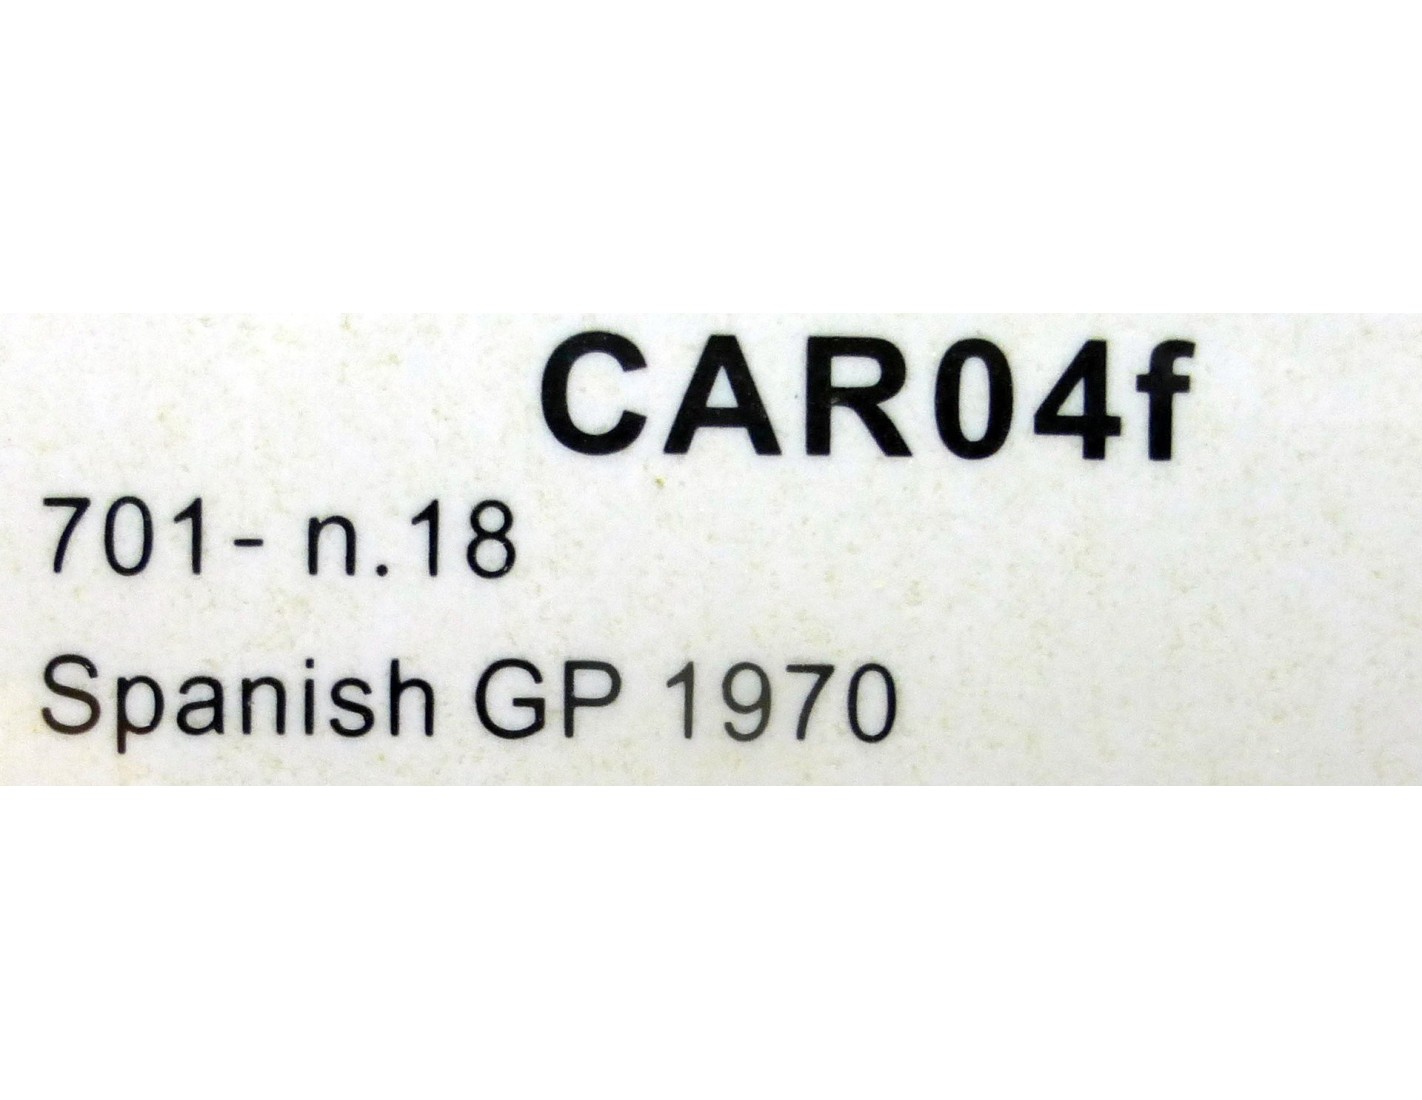 CAR04f
701- n.18
Spanish GP 1970